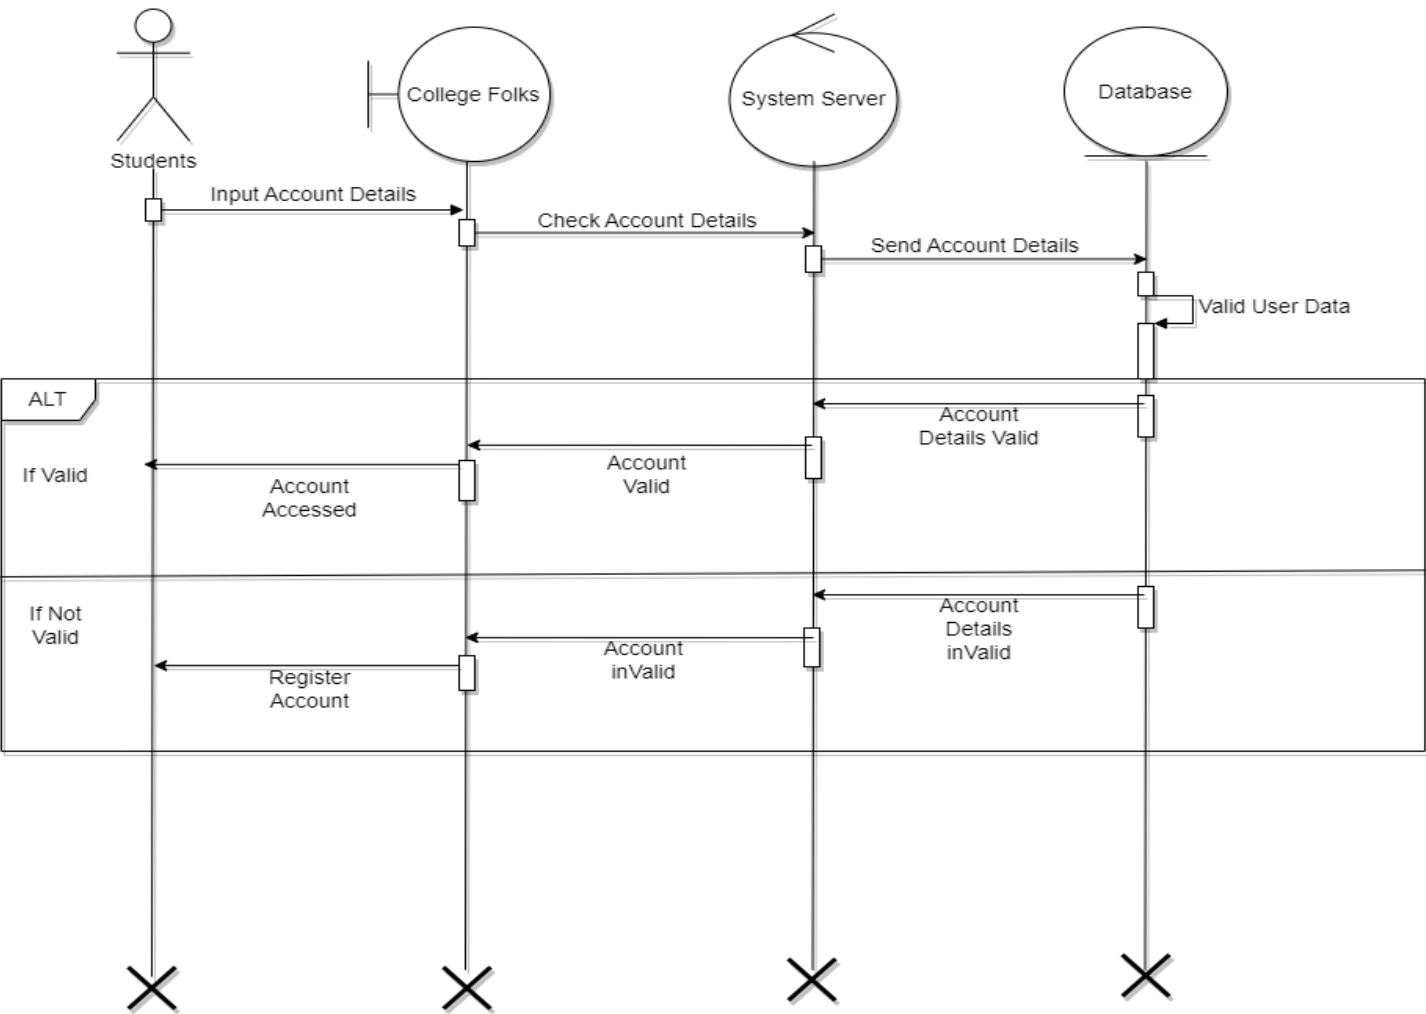 College Folks
System Server
Database
Students
Input Account Details
Check Account Details
Send Account Details
Valid User Data
ALT
Account
Details Valid
If Valid
Account
Valid
Account
Accessed
If Not
Valid
Account
Details
inValid
Account
inValid
Register
Account